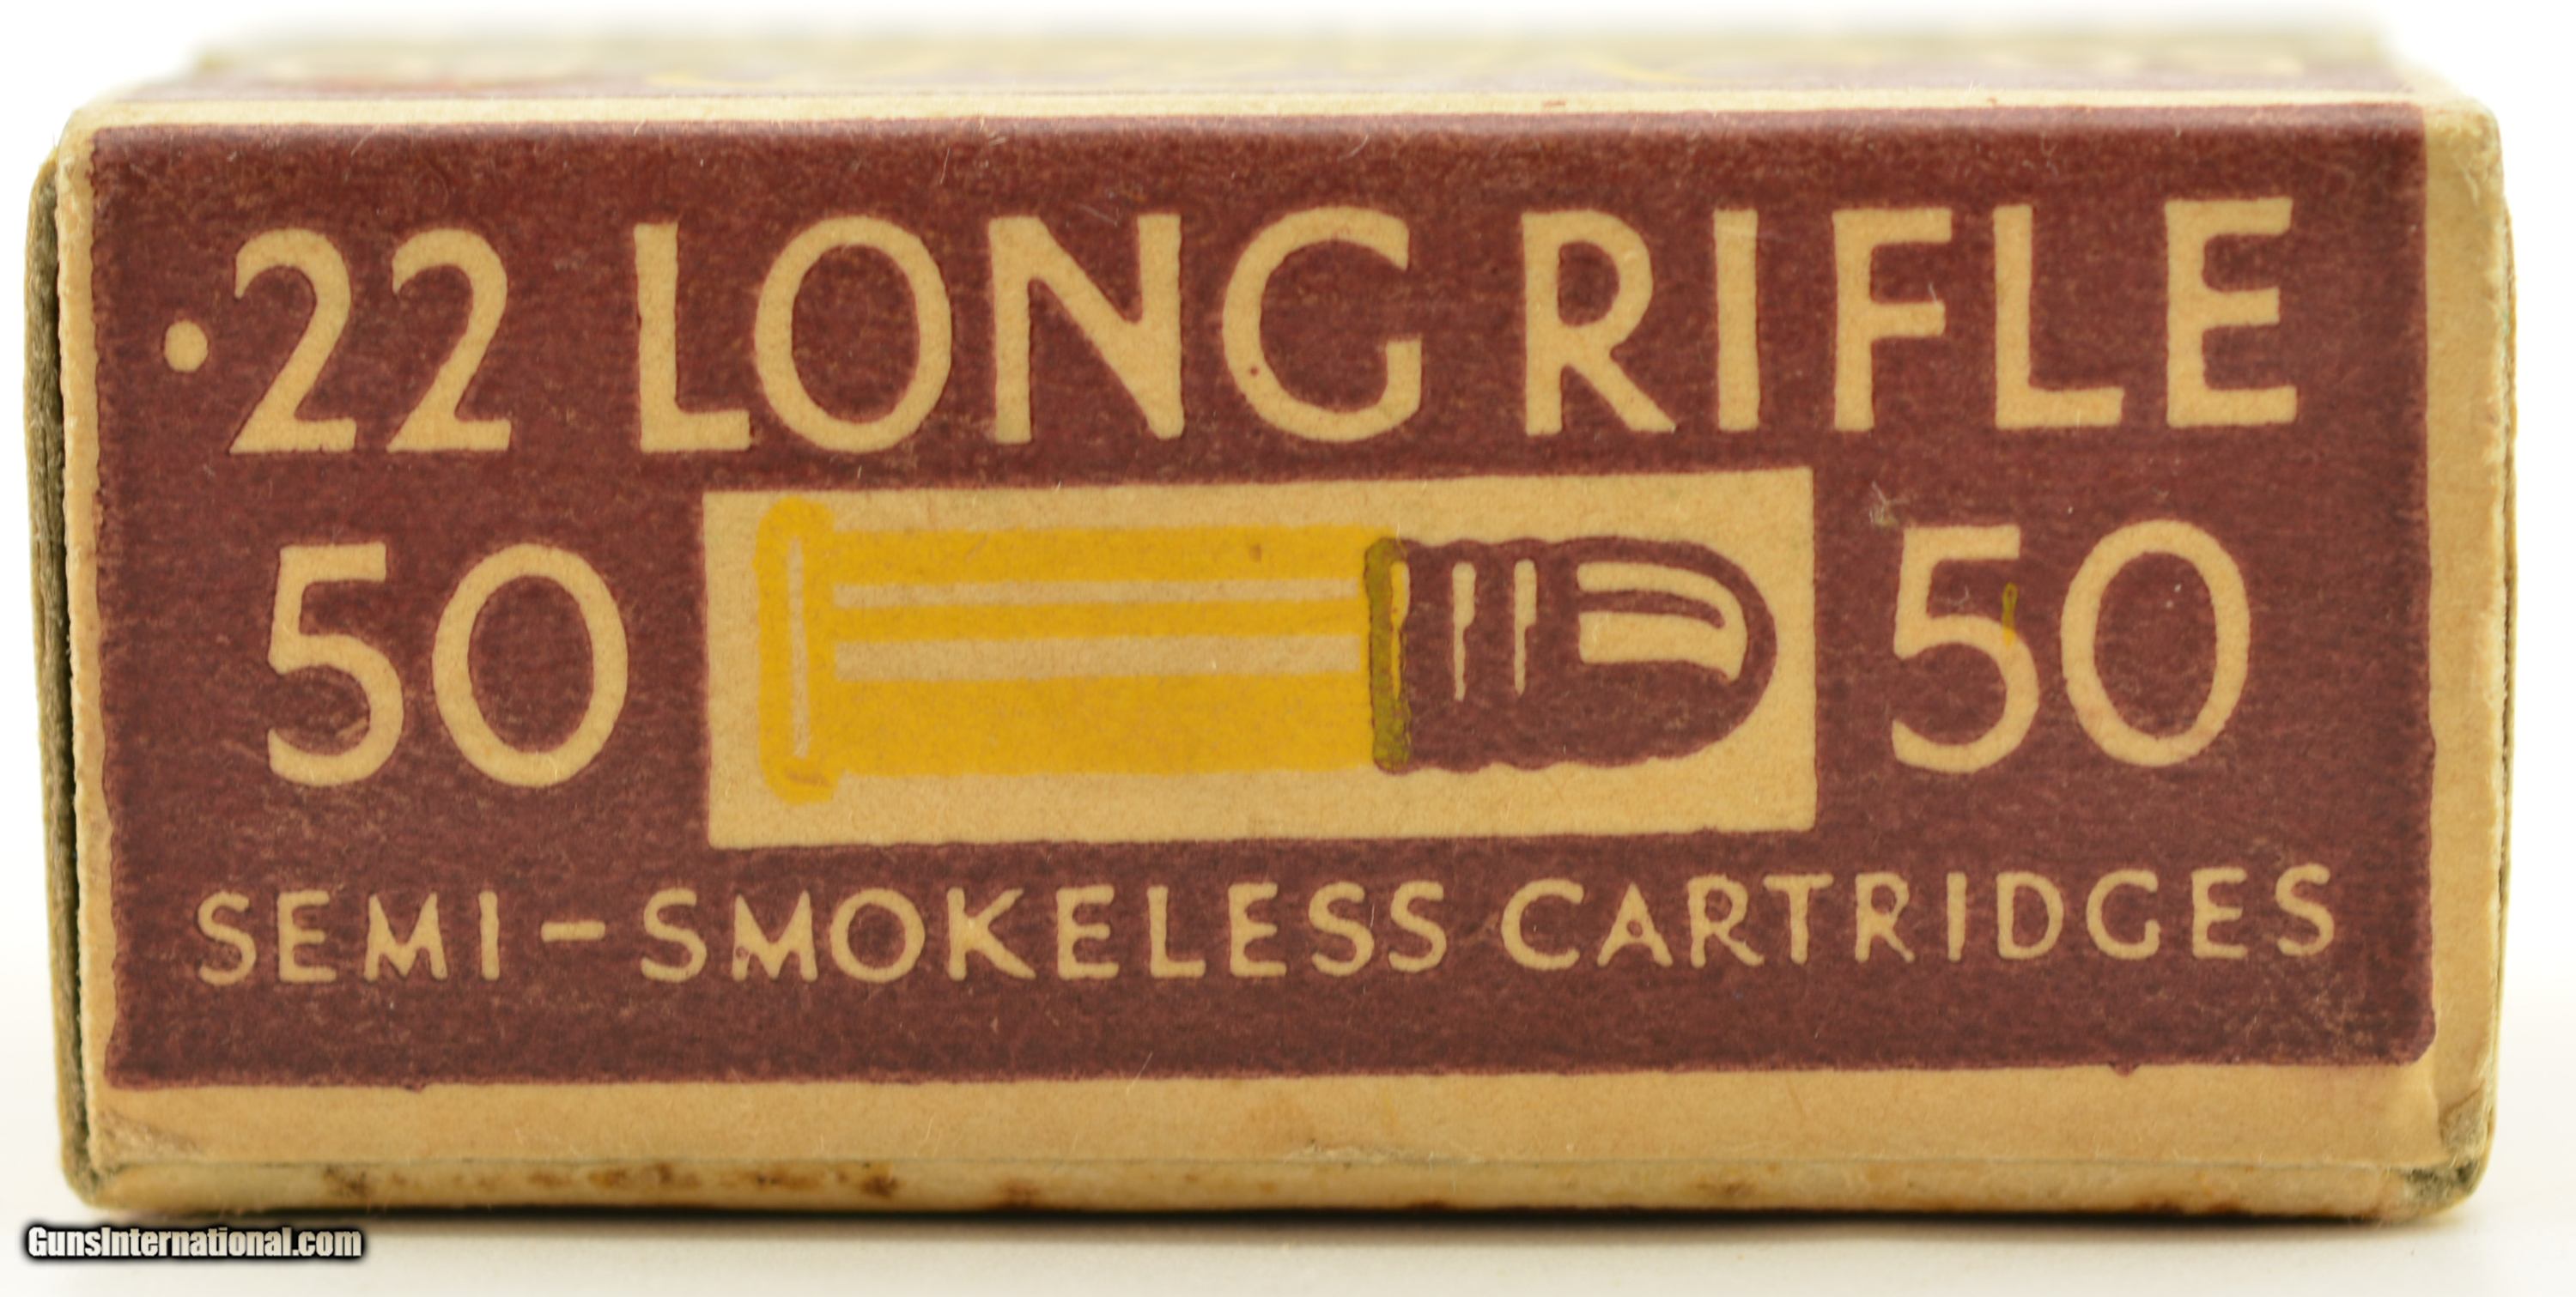 .22 LONG RIFLE
50 50
SEMI-SMOKELESS CARTRIDGES
GunsInternational.com